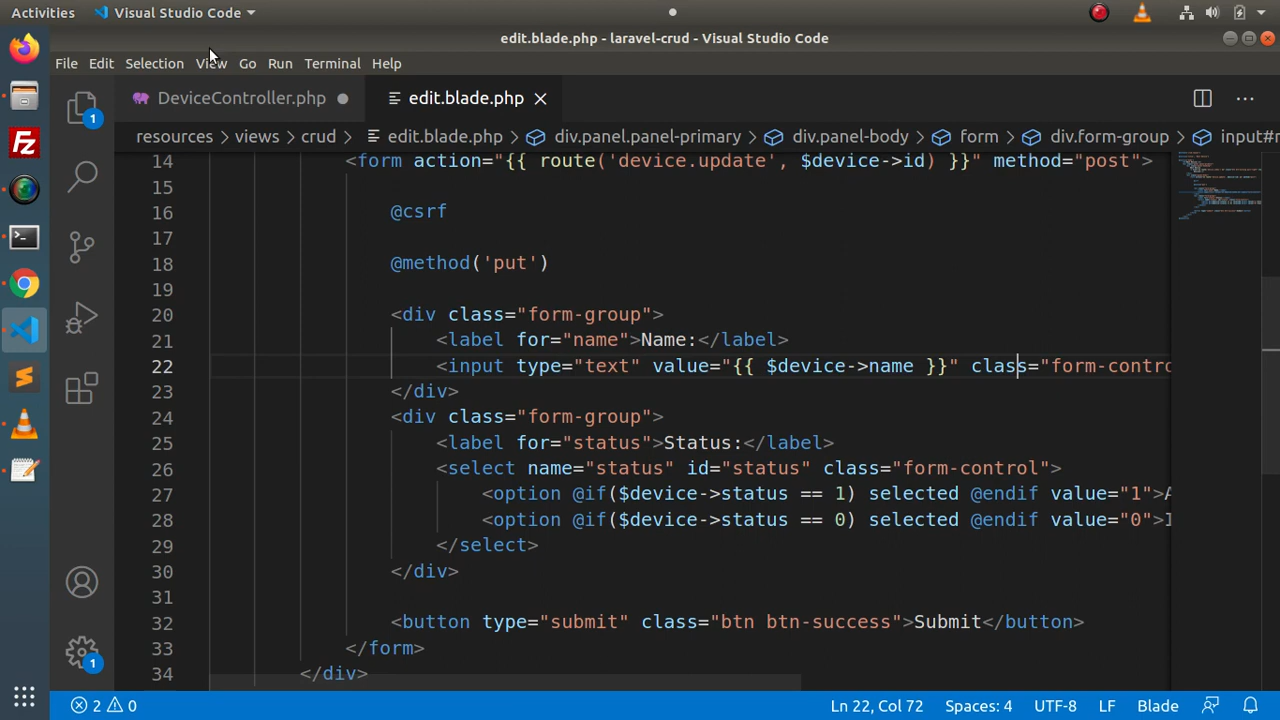 Activities Visual Studio Code
edit.blade.php - laravel-crud - Visual Studio Code
File Edit Selection View Go Run Terminal Help
DeviceController.php edit.blade.php
resources > views > crud > edit.blade.php > div.panel.panel-primary > div.panel-body > form > div.form-group > input#n
14 <form action="{{ route('device.update', $device->id) }}" method="post">
15
16 @csrf
17
18 @method('put')
19
20 <div class="form-group">
21 <label for="name">Name:</label>
22 <input type="text" value="{{ $device->name }}" class="form-contro
23 </div>
24 <div class="form-group">
25 <label for="status">Status:</label>
26 <select name="status" id="status" class="form-control">
27 <option @if($device->status == 1) selected @endif value="1">A
28 <option @if($device->status == 0) selected @endif value="0">I
29 </select>
30 </div>
31
32 <button type="submit" class="btn btn-success">Submit</button>
33 </form>
34 </div>
1
1
2 0 Ln 22, Col 72 Spaces: 4 UTF-8 LF Blade